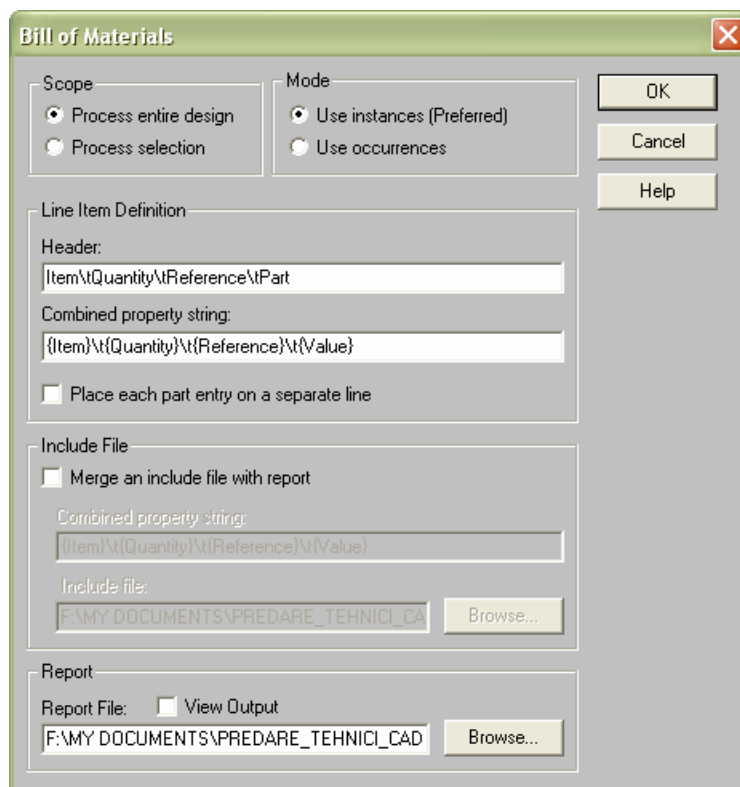 Bill of Materials
Scope
Process entire design
Process selection
Mode
Use instances (Preferred)
Use occurrences
OK
Cancel
Help
Line Item Definition
Header:
Item\tQuantity\tReference\tPart
Combined property string:
{Item}\t{Quantity}\t{Reference}\t{Value}
Place each part entry on a separate line
Include File
Merge an include file with report
Combined property string:
{Item}\t{Quantity}\t{Reference}\t{Value}
Include file:
F:\MY DOCUMENTS\PREDARE_TEHNICI_CA
Browse...
Report
Report File: View Output
F:\MY DOCUMENTS\PREDARE_TEHNICI_CAD
Browse...